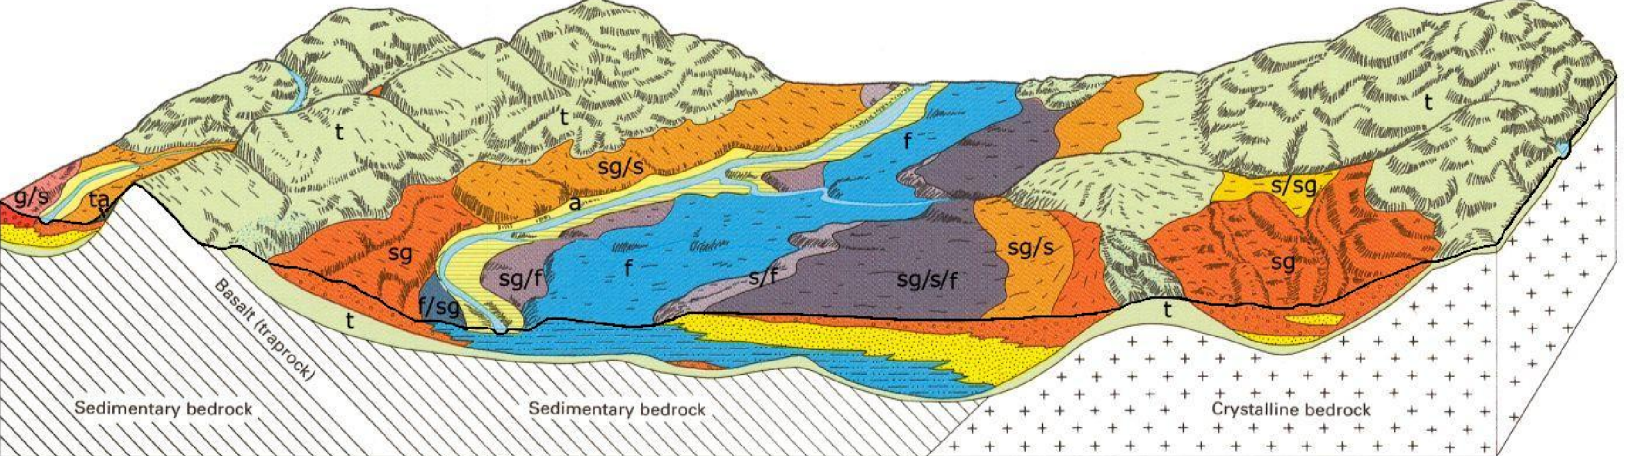 t
t
t
g/s
ta
sg/s
a
f
s/sg
sg
sg/f
f
s/f
sg/s/f
sg/s
sg
f/sg
t
t
Basalt (traprock)
Sedimentary bedrock
Sedimentary bedrock
Crystalline bedrock